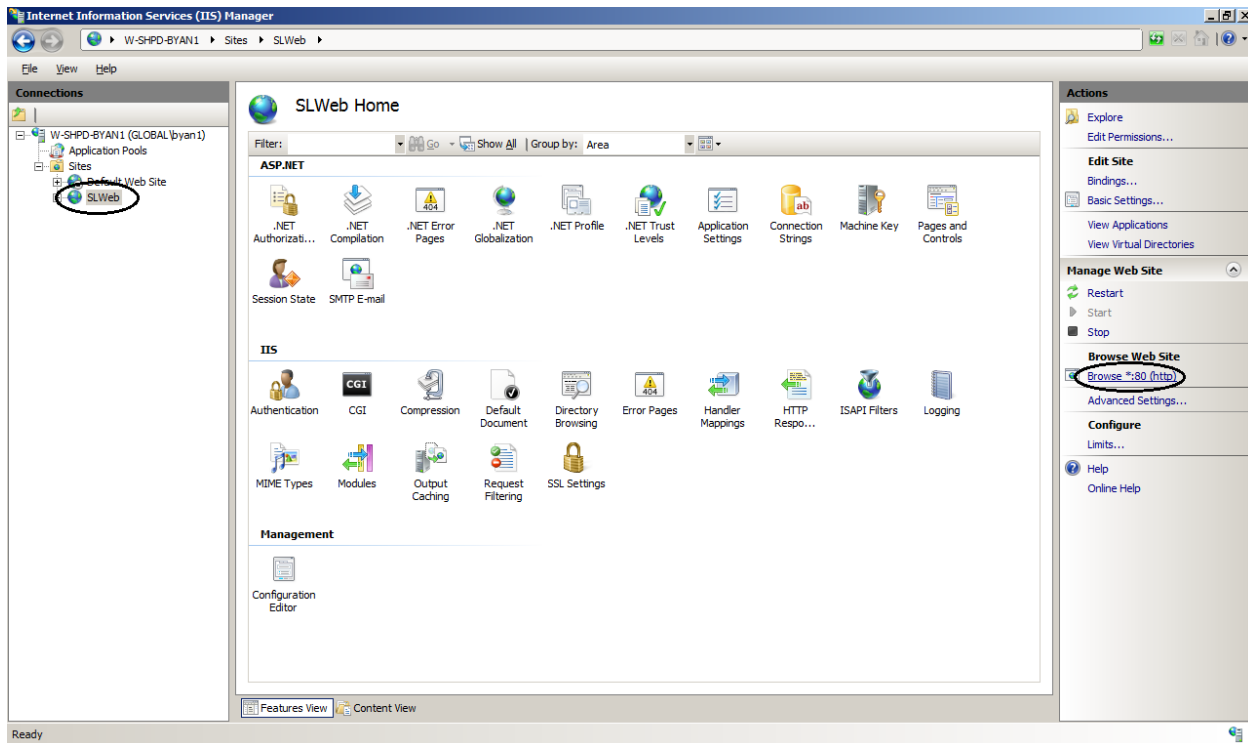 Internet Information Services (IIS) Manager
W-SHPD-BYAN1 Sites SLWeb
File View Help
Connections
W-SHPD-BYAN1 (GLOBAL\byan1)
Application Pools
Sites
Default Web Site
SLWeb
SLWeb Home
Filter: Go Show All Group by: Area
ASP.NET
.NET Authorizati...
.NET Compilation
.NET Error Pages
.NET Globalization
.NET Profile
.NET Trust Levels
Application Settings
Connection Strings
Machine Key
Pages and Controls
Session State
SMTP E-mail
IIS
Authentication
CGI
Compression
Default Document
Directory Browsing
Error Pages
Handler Mappings
HTTP Respo...
ISAPI Filters
Logging
MIME Types
Modules
Output Caching
Request Filtering
SSL Settings
Management
Configuration Editor
Features View Content View
Ready
Actions
Explore
Edit Permissions...
Edit Site
Bindings...
Basic Settings...
View Applications
View Virtual Directories
Manage Web Site
Restart
Start
Stop
Browse Web Site
Browse *:80 (http)
Advanced Settings...
Configure
Limits...
Help
Online Help
404
ab
CGI
404